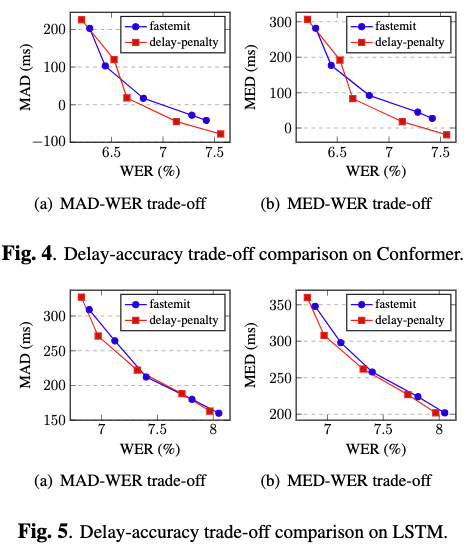 200
100
0
−100
MAD (ms)
fastemit
delay-penalty
6.5
7
7.5
WER (%)
300
200
100
0
MED (ms)
fastemit
delay-penalty
6.5
7
7.5
WER (%)
(a) MAD-WER trade-off
(b) MED-WER trade-off
Fig. 4. Delay-accuracy trade-off comparison on Conformer.
300
250
200
150
MAD (ms)
fastemit
delay-penalty
7
7.5
8
WER (%)
350
300
250
200
MED (ms)
fastemit
delay-penalty
7
7.5
8
WER (%)
(a) MAD-WER trade-off
(b) MED-WER trade-off
Fig. 5. Delay-accuracy trade-off comparison on LSTM.